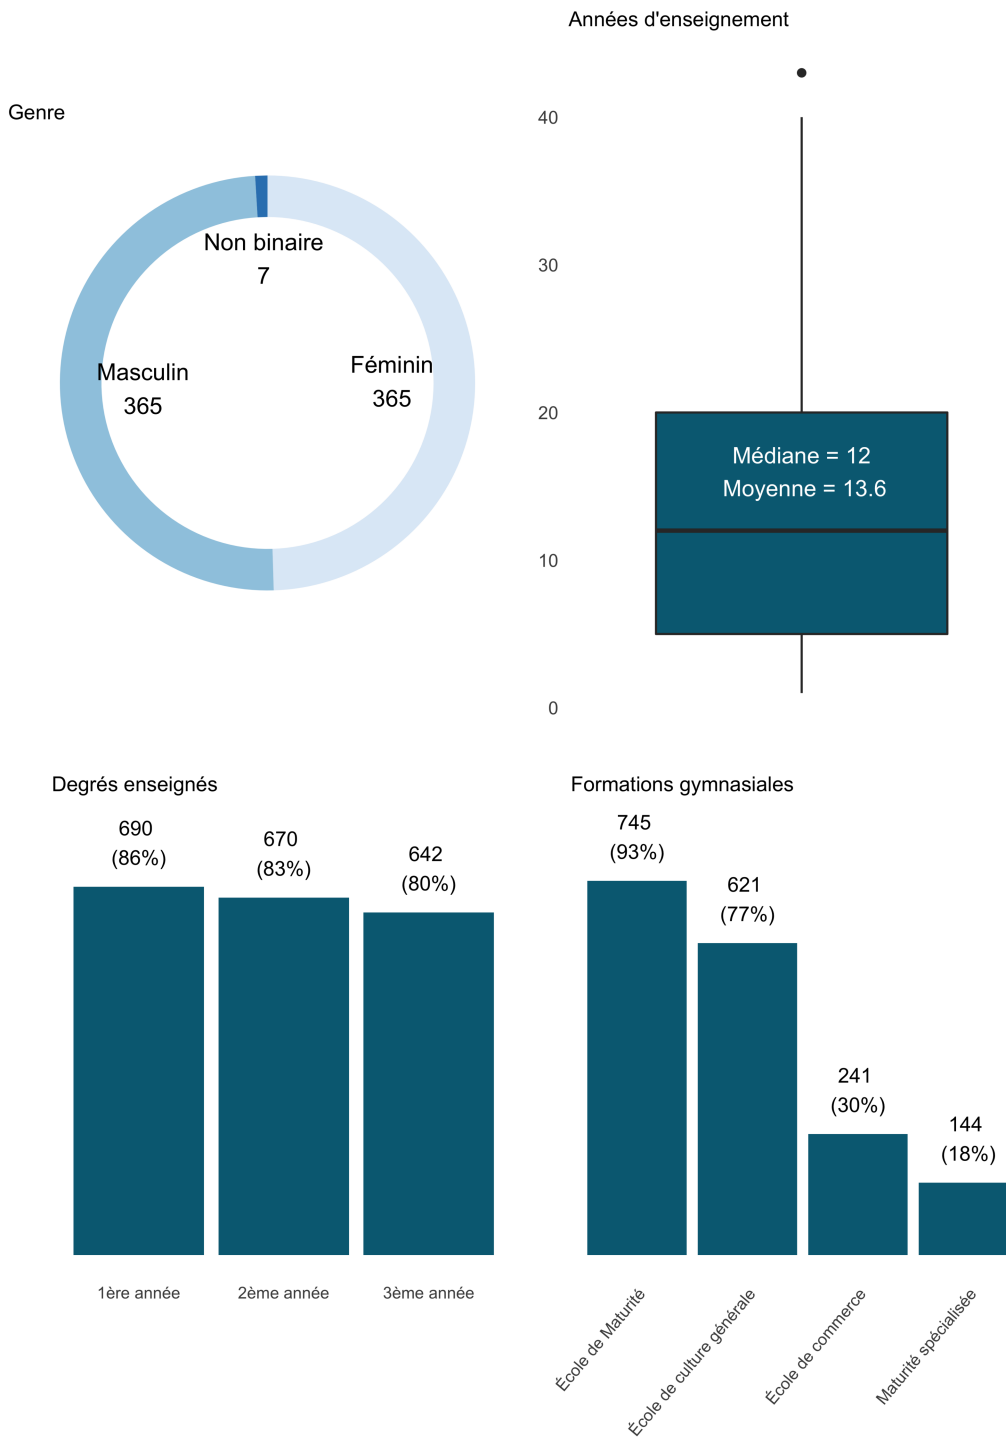 Genre
Non binaire
7
Masculin
365
Féminin
365
Années d'enseignement
40
30
20
10
0
Médiane = 12
Moyenne = 13.6
Degrés enseignés
690
(86%)
670
(83%)
642
(80%)
1ère année
2ème année
3ème année
Formations gymnasiales
745
(93%)
621
(77%)
241
(30%)
144
(18%)
École de Maturité
École de culture générale
École de commerce
Maturité spécialisée